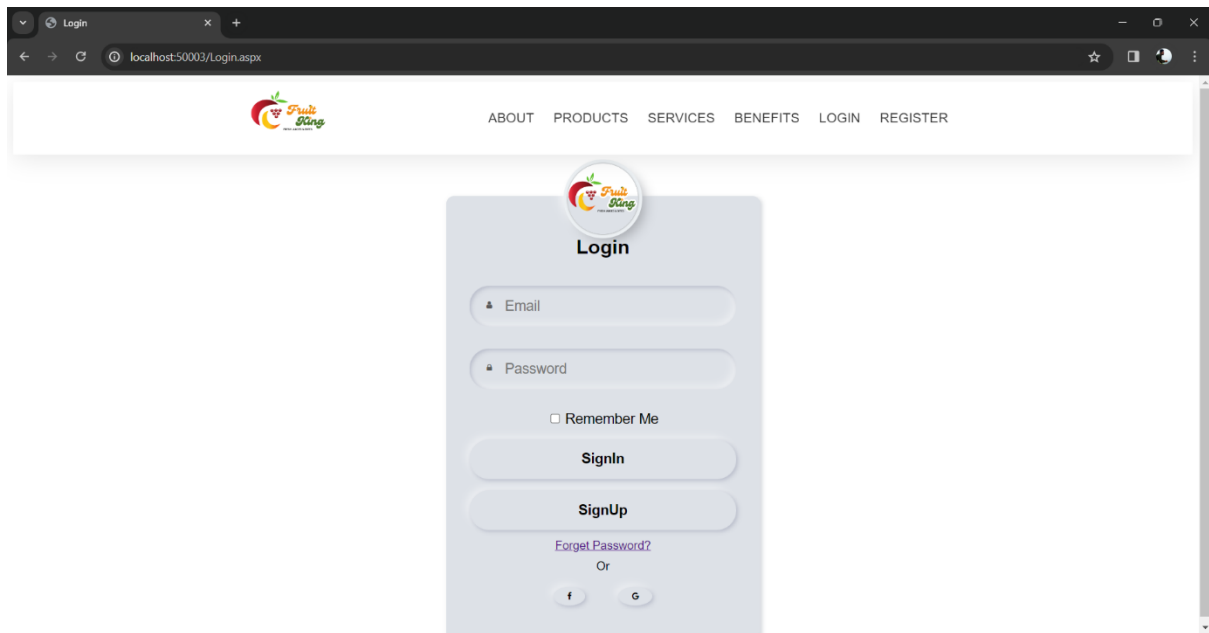 Login
localhost:50003/Login.aspx
Fruit
King
ABOUT PRODUCTS SERVICES BENEFITS LOGIN REGISTER
Fruit
King
Login
Email
Password
Remember Me
SignIn
SignUp
Forget Password?
Or
f G